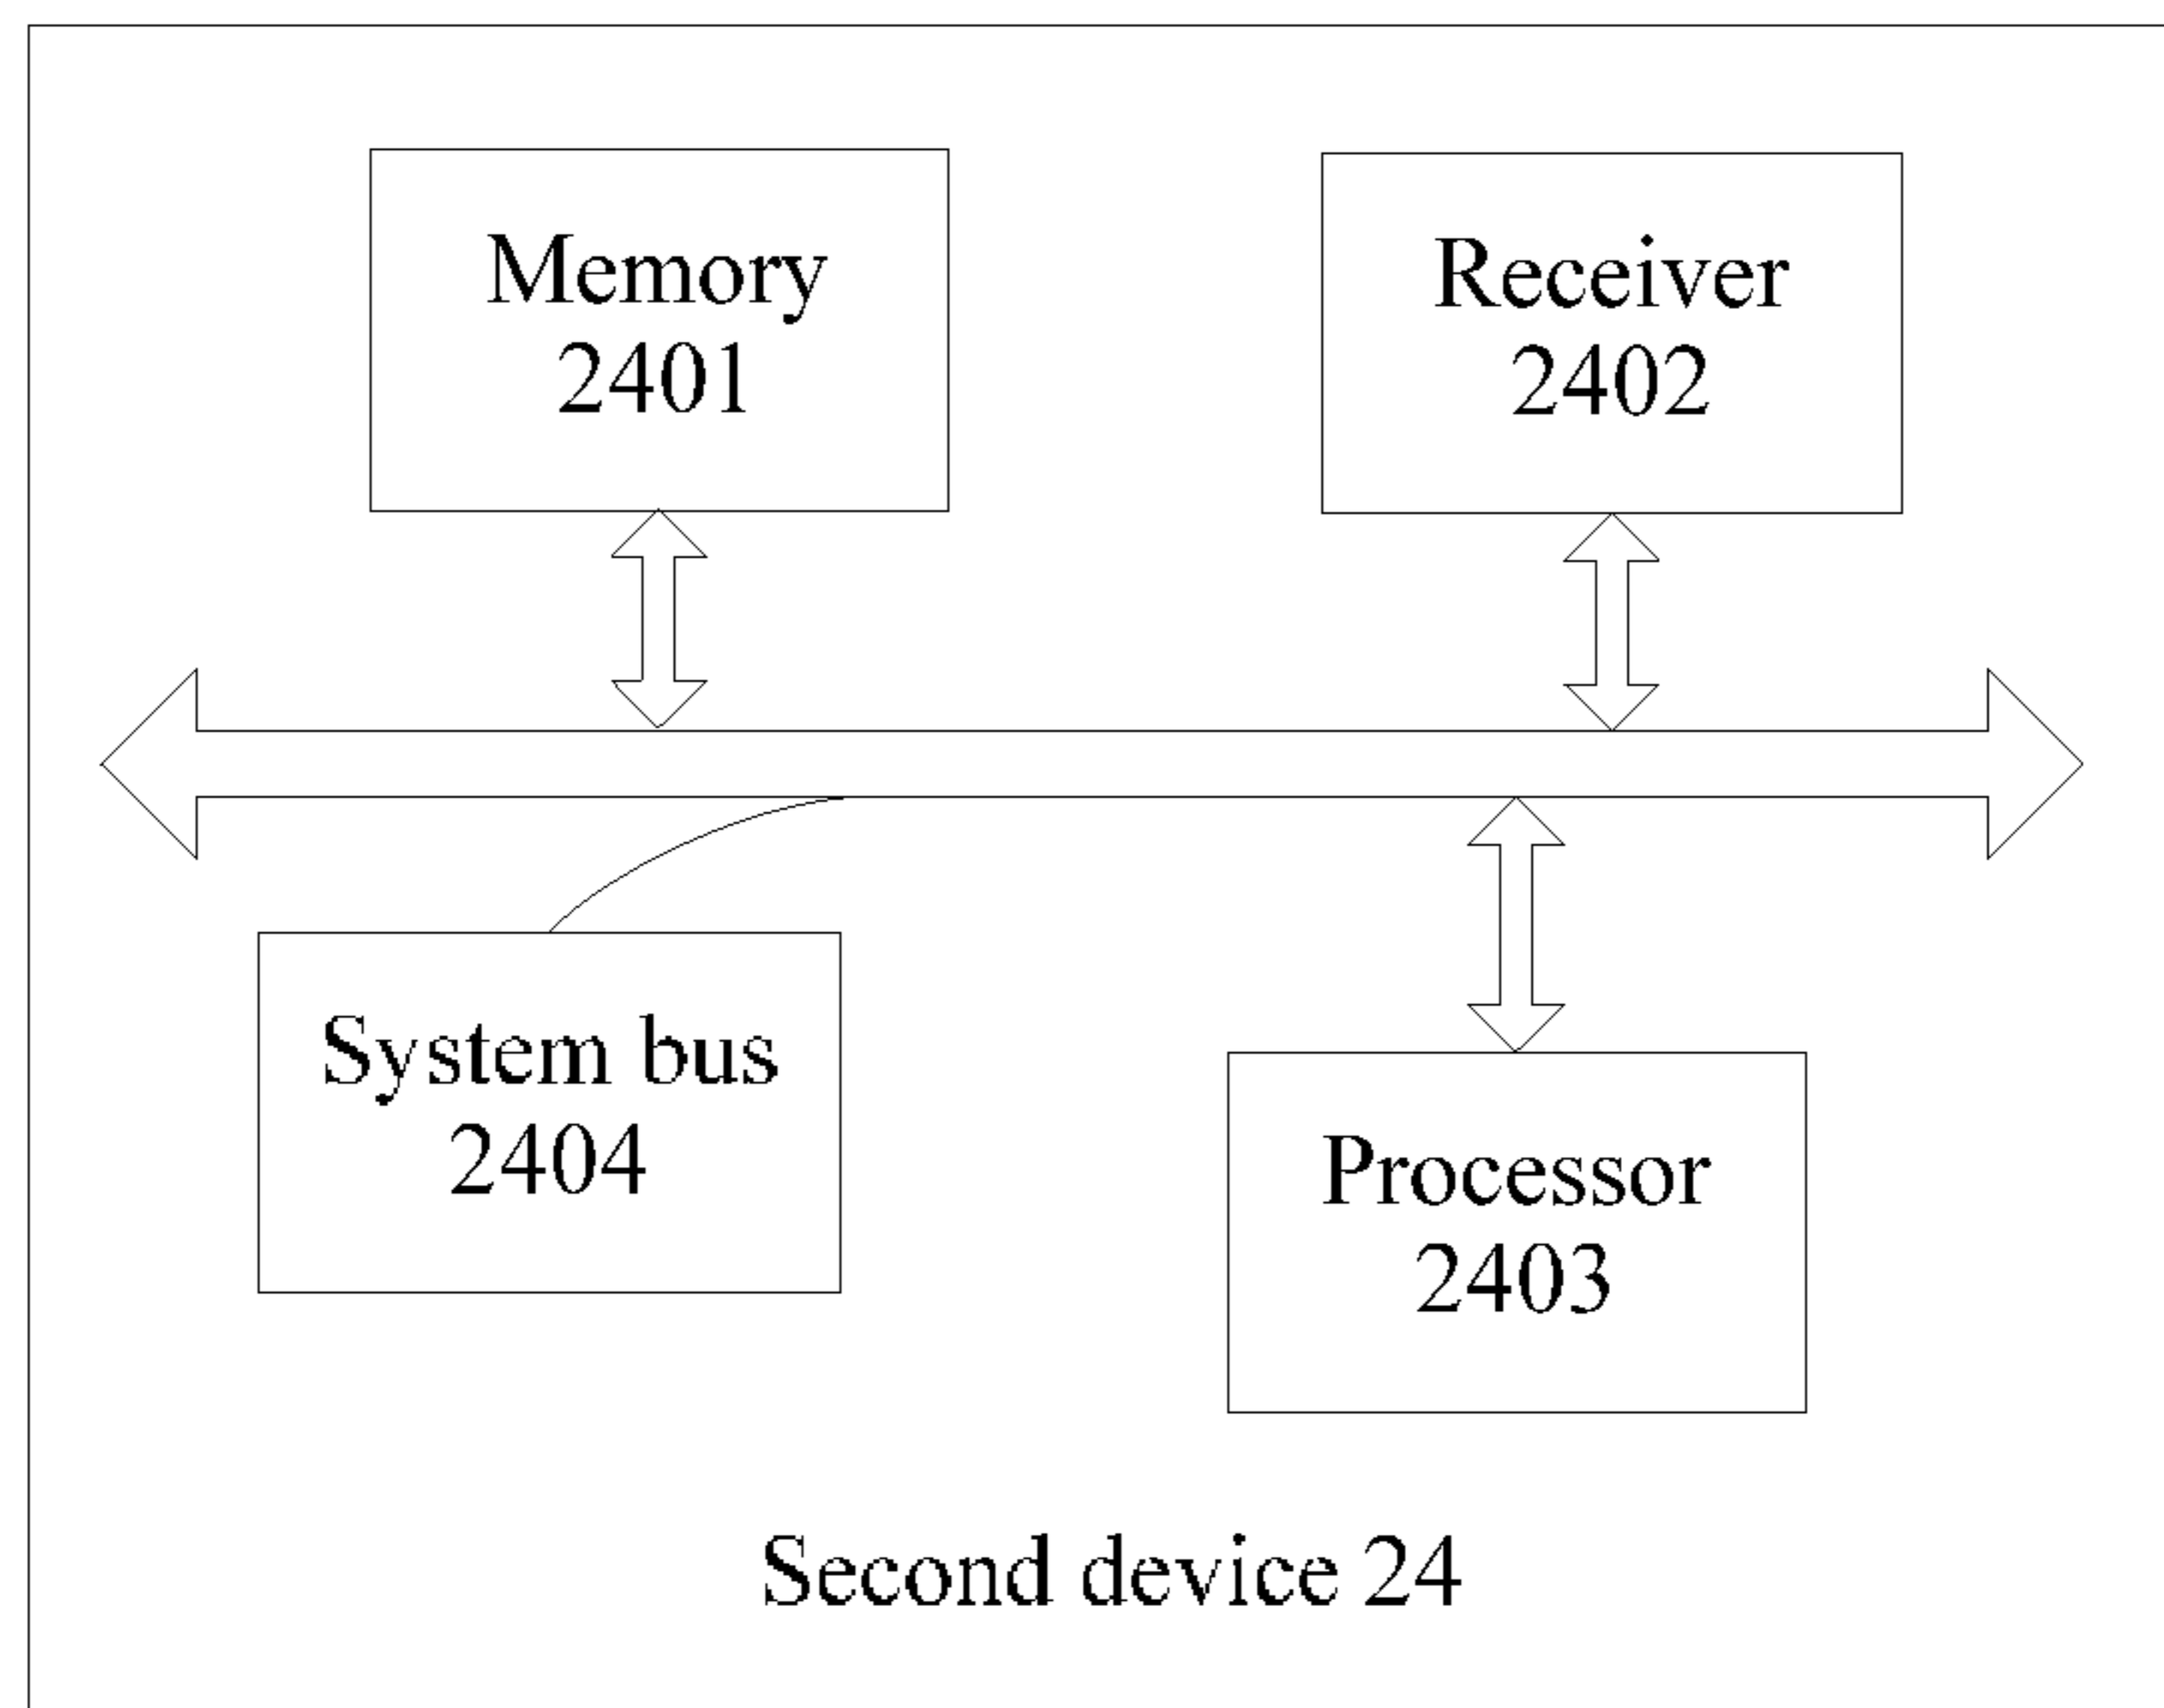 Memory
2401
Receiver
2402
System bus
2404
Processor
2403
Second device 24